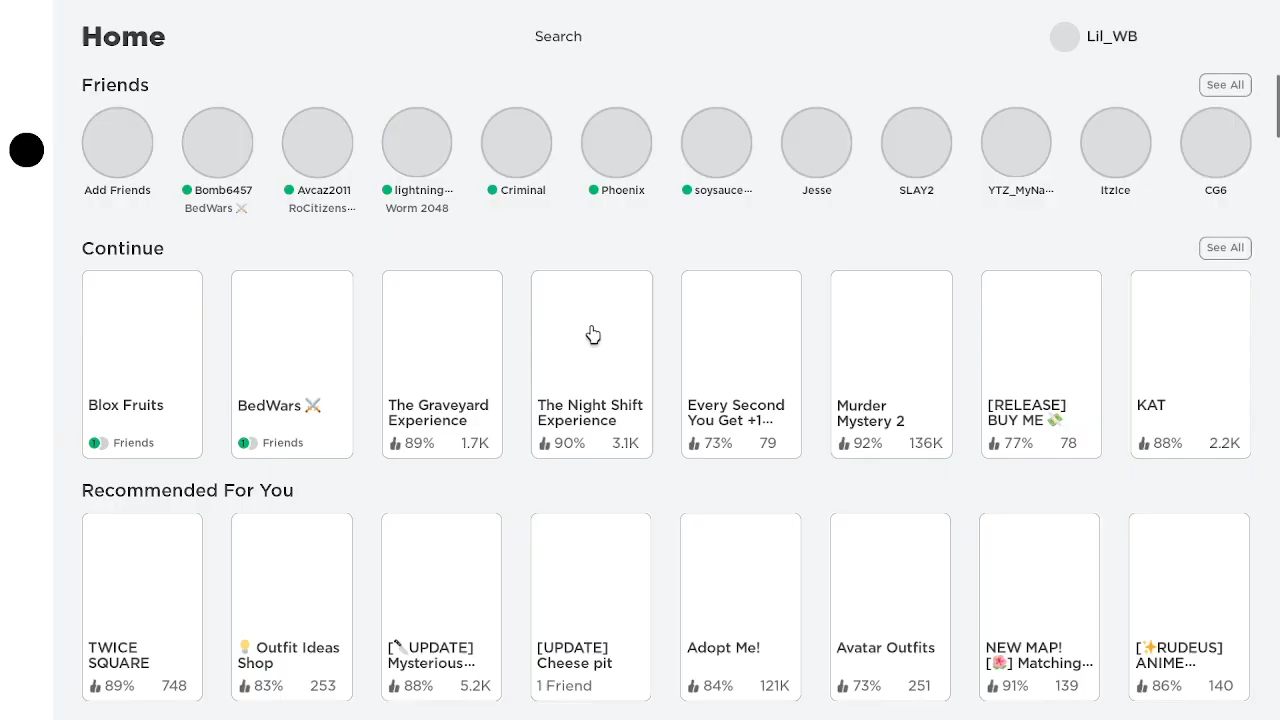 Home
Search
Lil_WB
Friends
See All
Add Friends
Bomb6457
Avcaz2011
lightning...
Criminal
Phoenix
soysauce...
Jesse
SLAY2
YTZ_MyNa...
ItzIce
CG6
BedWars ⚔️
RoCitizens...
Worm 2048
Continue
See All
Blox Fruits
1 Friends
BedWars ⚔️
1 Friends
The Graveyard
Experience
89% 1.7K
The Night Shift
Experience
90% 3.1K
Every Second
You Get +1...
73% 79
Murder
Mystery 2
92% 136K
[RELEASE]
BUY ME 💸
77% 78
KAT
88% 2.2K
Recommended For You
TWICE
SQUARE
89% 748
💡 Outfit Ideas
Shop
83% 253
[🔪UPDATE]
Mysterious...
88% 5.2K
[UPDATE]
Cheese pit
1 Friend
Adopt Me!
84% 121K
Avatar Outfits
73% 251
NEW MAP!
[🌺] Matching...
91% 139
[✨RUDEUS]
ANIME...
86% 140